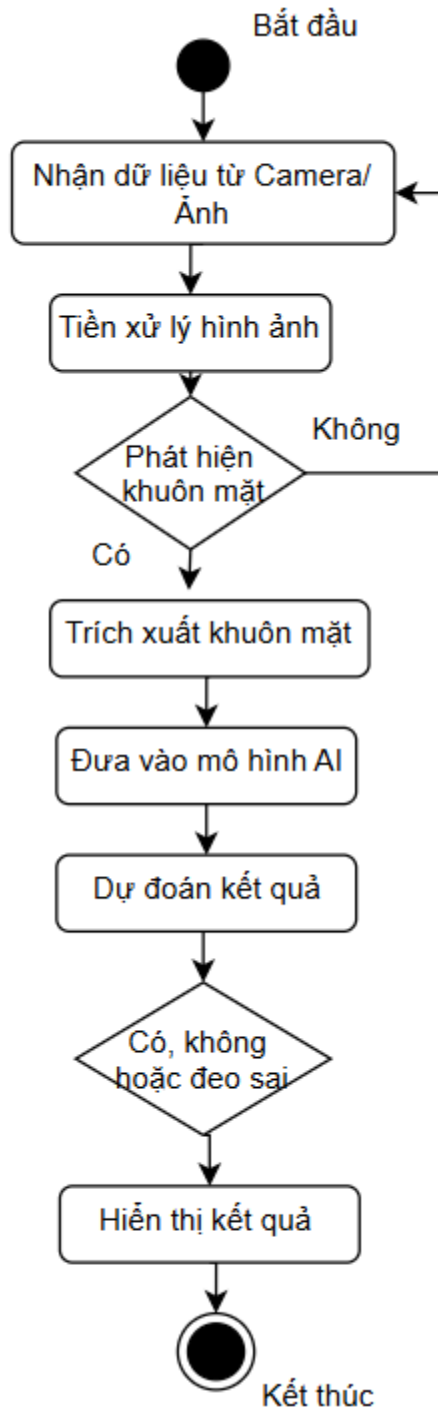 Bắt đầu
Nhận dữ liệu từ Camera/
Ảnh
Tiền xử lý hình ảnh
Không
Phát hiện
khuôn mặt
Có
Trích xuất khuôn mặt
Đưa vào mô hình AI
Dự đoán kết quả
Có, không
hoặc đeo sai
Hiển thị kết quả
Kết thúc